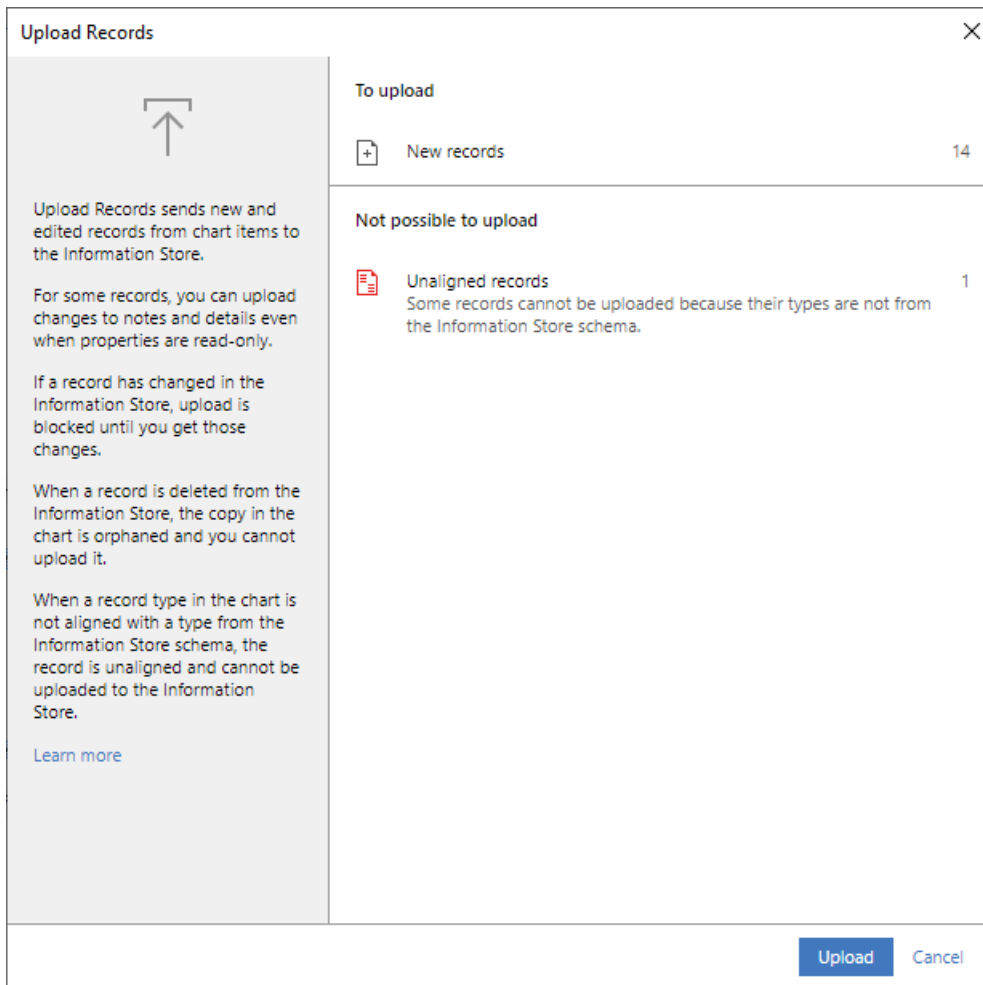 Upload Records
Upload Records sends new and
edited records from chart items to
the Information Store.
For some records, you can upload
changes to notes and details even
when properties are read-only.
If a record has changed in the
Information Store, upload is
blocked until you get those
changes.
When a record is deleted from the
Information Store, the copy in the
chart is orphaned and you cannot
upload it.
When a record type in the chart is
not aligned with a type from the
Information Store schema, the
record is unaligned and cannot be
uploaded to the Information
Store.
Learn more
To upload
New records 14
Not possible to upload
Unaligned records 1
Some records cannot be uploaded because their types are not from
the Information Store schema.
Upload Cancel